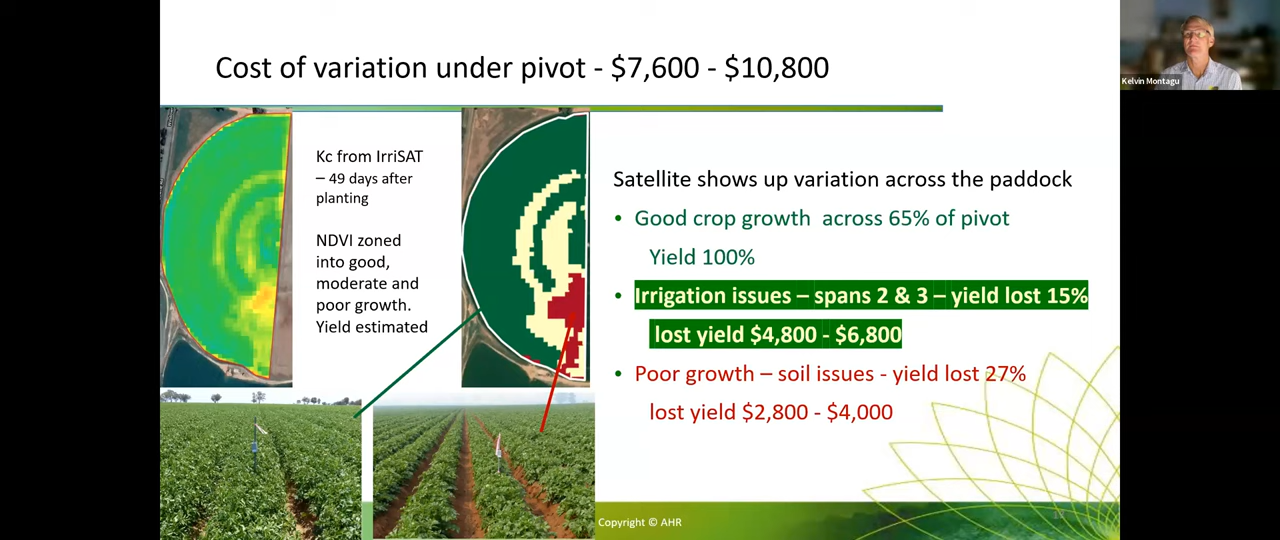 Cost of variation under pivot - $7,600 - $10,800
Kelvin Montagu
Kc from IrriSAT
– 49 days after
planting
NDVI zoned
into good,
moderate and
poor growth.
Yield estimated
Satellite shows up variation across the paddock
• Good crop growth across 65% of pivot
Yield 100%
• Irrigation issues – spans 2 & 3 – yield lost 15%
lost yield $4,800 - $6,800
• Poor growth – soil issues - yield lost 27%
lost yield $2,800 - $4,000
Copyright © AHR